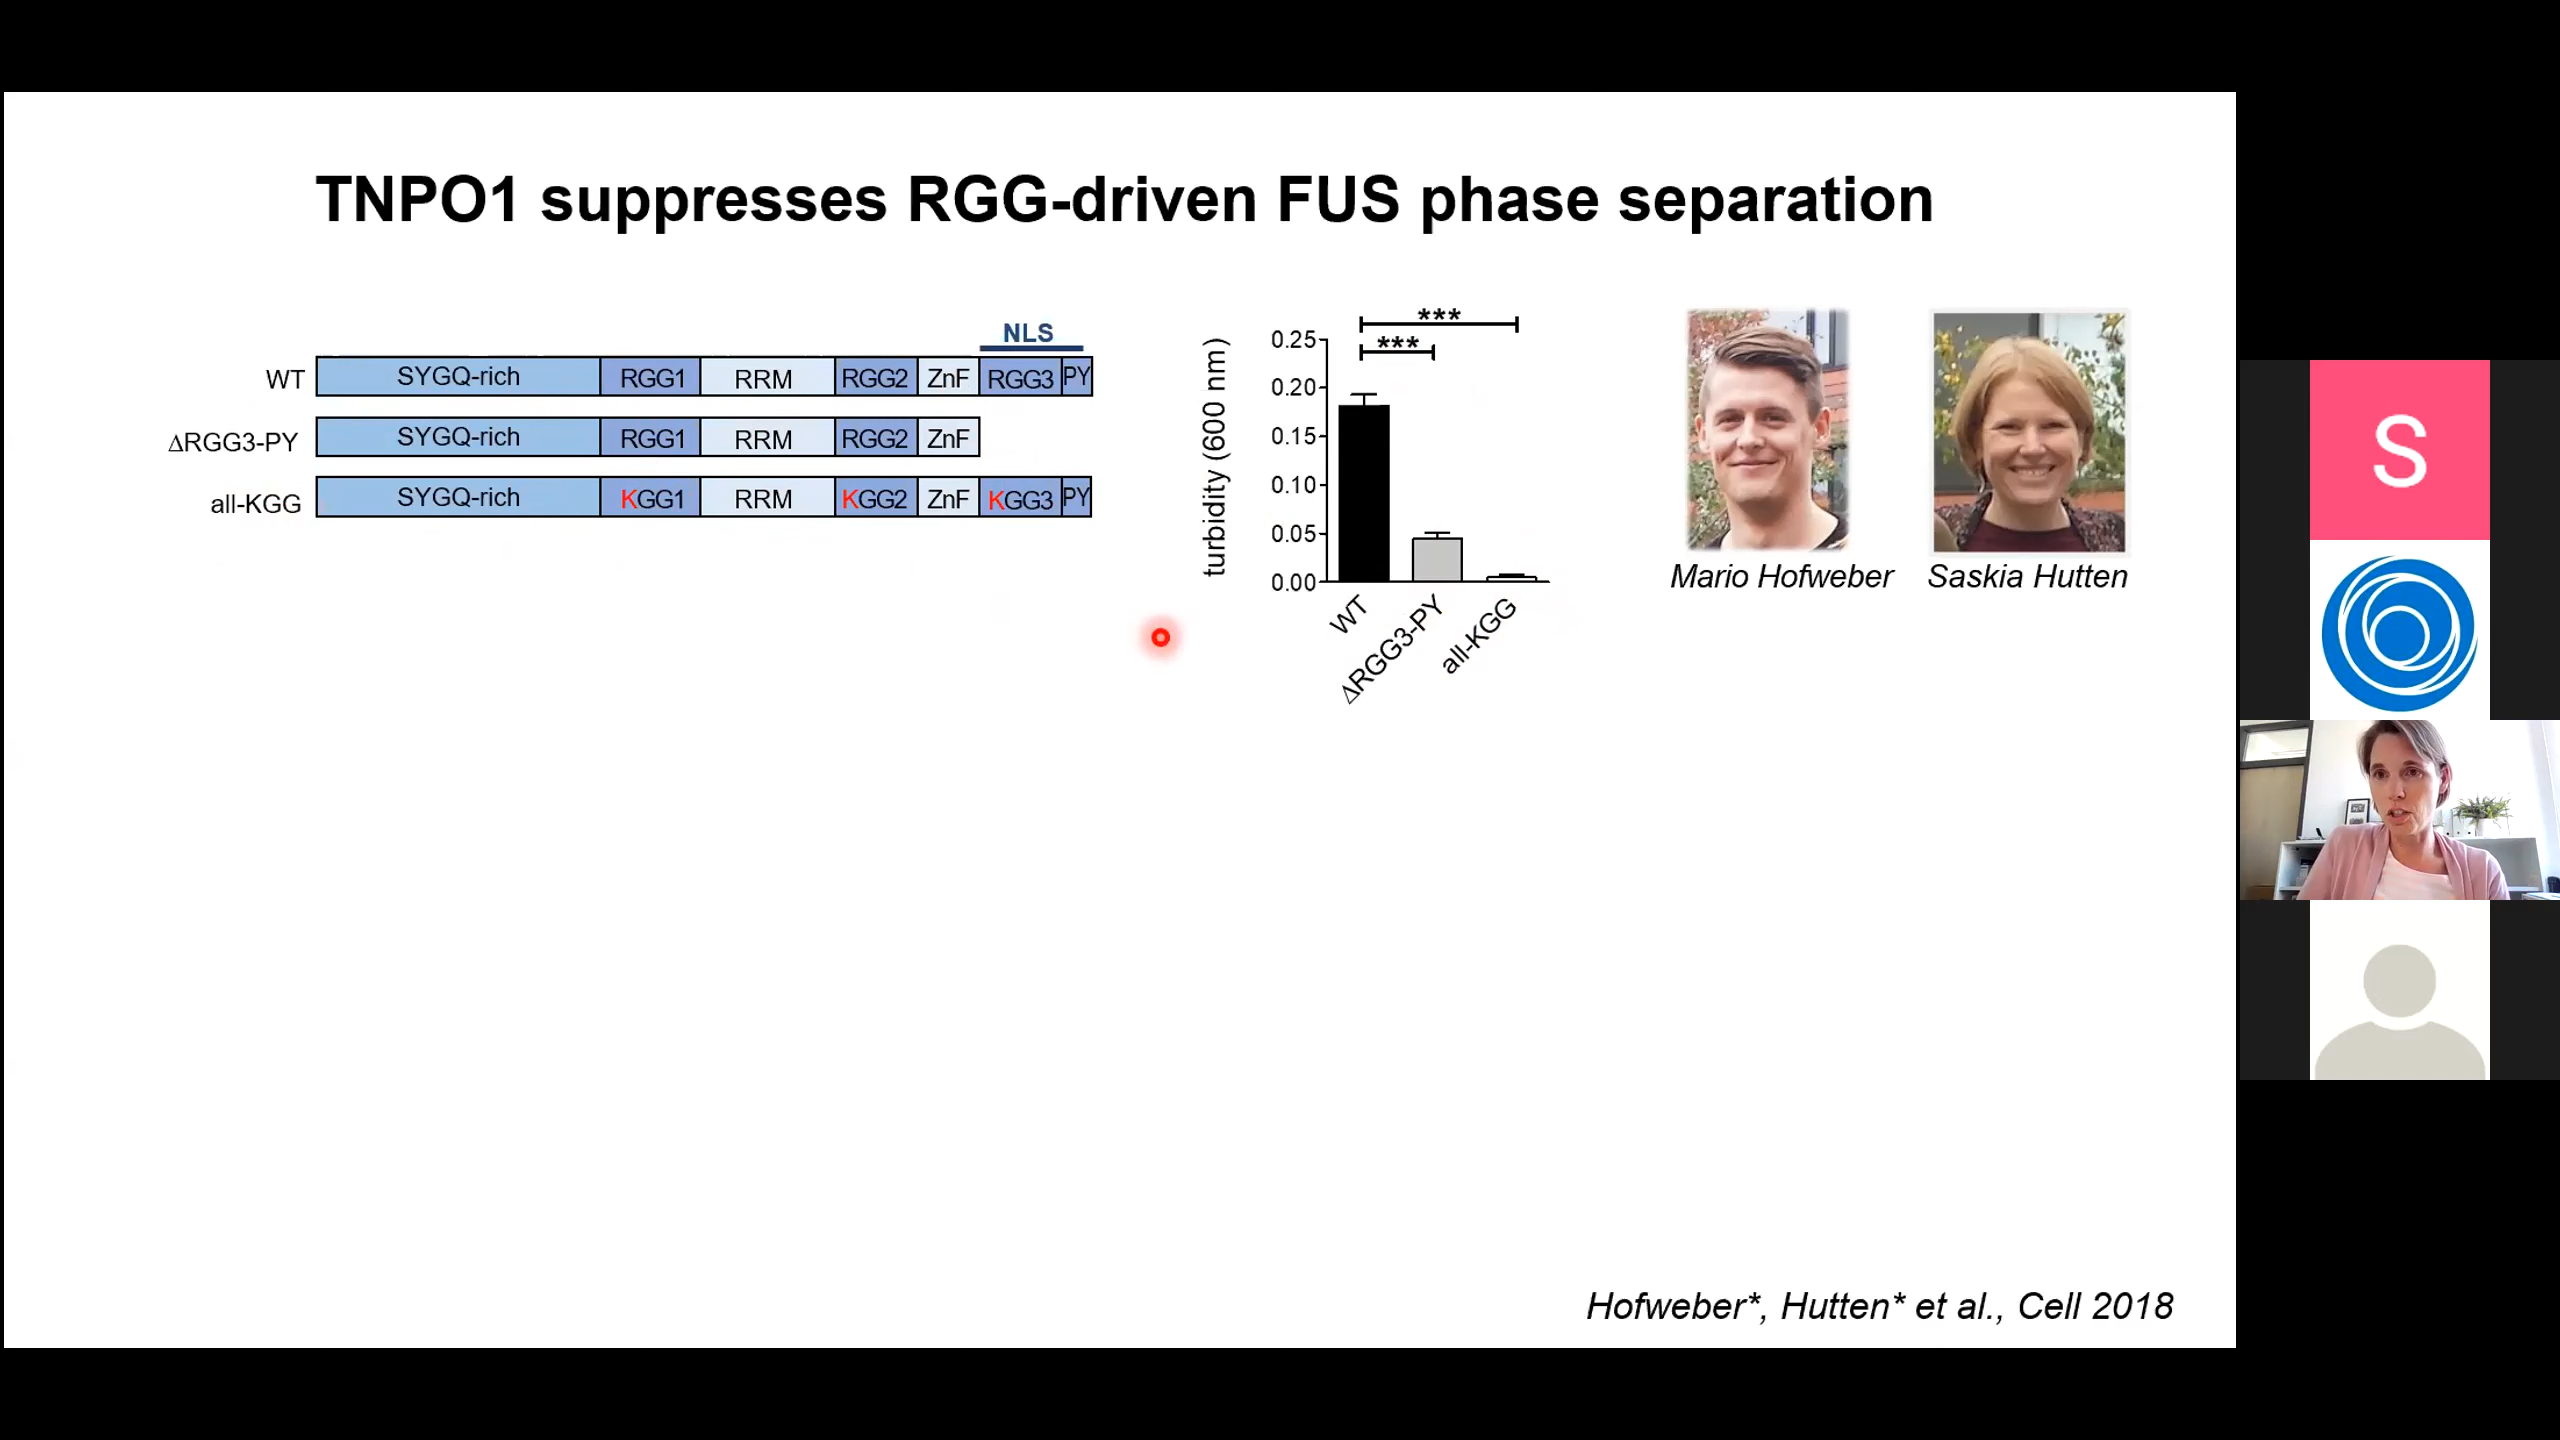 TNPO1 suppresses RGG-driven FUS phase separation
NLS
WT SYGQ-rich RGG1 RRM RGG2 ZnF RGG3 PY
ΔRGG3-PY SYGQ-rich RGG1 RRM RGG2 ZnF
all-KGG SYGQ-rich KGG1 RRM KGG2 ZnF KGG3 PY
***
***
turbidity (600 nm)
0.25
0.20
0.15
0.10
0.05
0.00
WT
ΔRGG3-PY
all-KGG
Mario Hofweber
Saskia Hutten
S
Hofweber*, Hutten* et al., Cell 2018